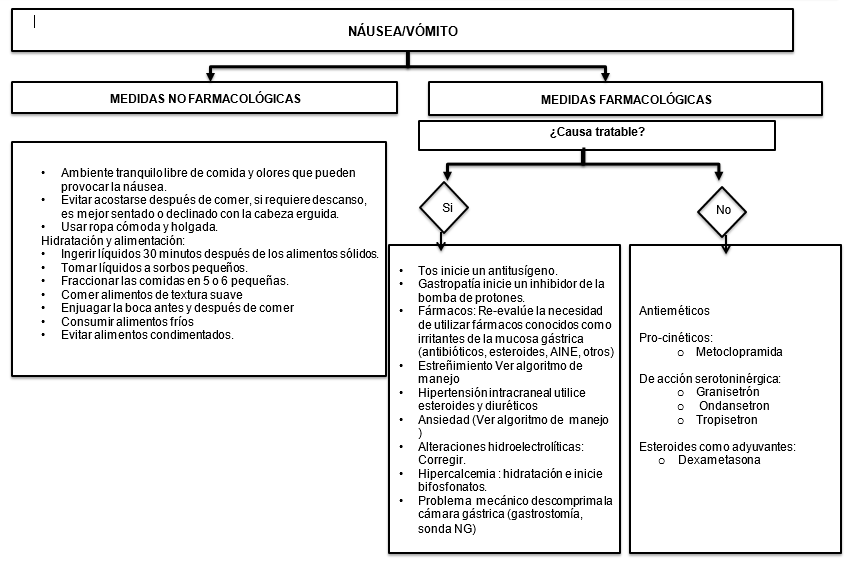 NÁUSEA/VÓMITO
MEDIDAS NO FARMACOLÓGICAS
MEDIDAS FARMACOLÓGICAS
¿Causa tratable?
• Ambiente tranquilo libre de comida y olores que pueden
provocar la náusea.
• Evitar acostarse después de comer, si requiere descanso,
es mejor sentado o declinado con la cabeza erguida.
• Usar ropa cómoda y holgada.
Hidratación y alimentación:
• Ingerir líquidos 30 minutos después de los alimentos sólidos.
• Tomar líquidos a sorbos pequeños.
• Fraccionar las comidas en 5 o 6 pequeñas.
• Comer alimentos de textura suave
• Enjuagar la boca antes y después de comer
• Consumir alimentos fríos
• Evitar alimentos condimentados.
Si
No
• Tos inicie un antitusígeno.
• Gastropatía inicie un inhibidor de la
bomba de protones.
• Fármacos: Re-evalúe la necesidad
de utilizar fármacos conocidos como
irritantes de la mucosa gástrica
(antibióticos, esteroides, AINE, otros)
• Estreñimiento Ver algoritmo de
manejo
• Hipertensión intracraneal utilice
esteroides y diuréticos
• Ansiedad (Ver algoritmo de manejo
)
• Alteraciones hidroelectrolíticas:
Corregir.
• Hipercalcemia : hidratación e inicie
bifosfonatos.
• Problema mecánico descomprima la
cámara gástrica (gastrostomía,
sonda NG)
Antieméticos
Pro-cinéticos:
o Metoclopramida
De acción serotoninérgica:
o Granisetrón
o Ondansetron
o Tropisetron
Esteroides como adyuvantes:
o Dexametasona